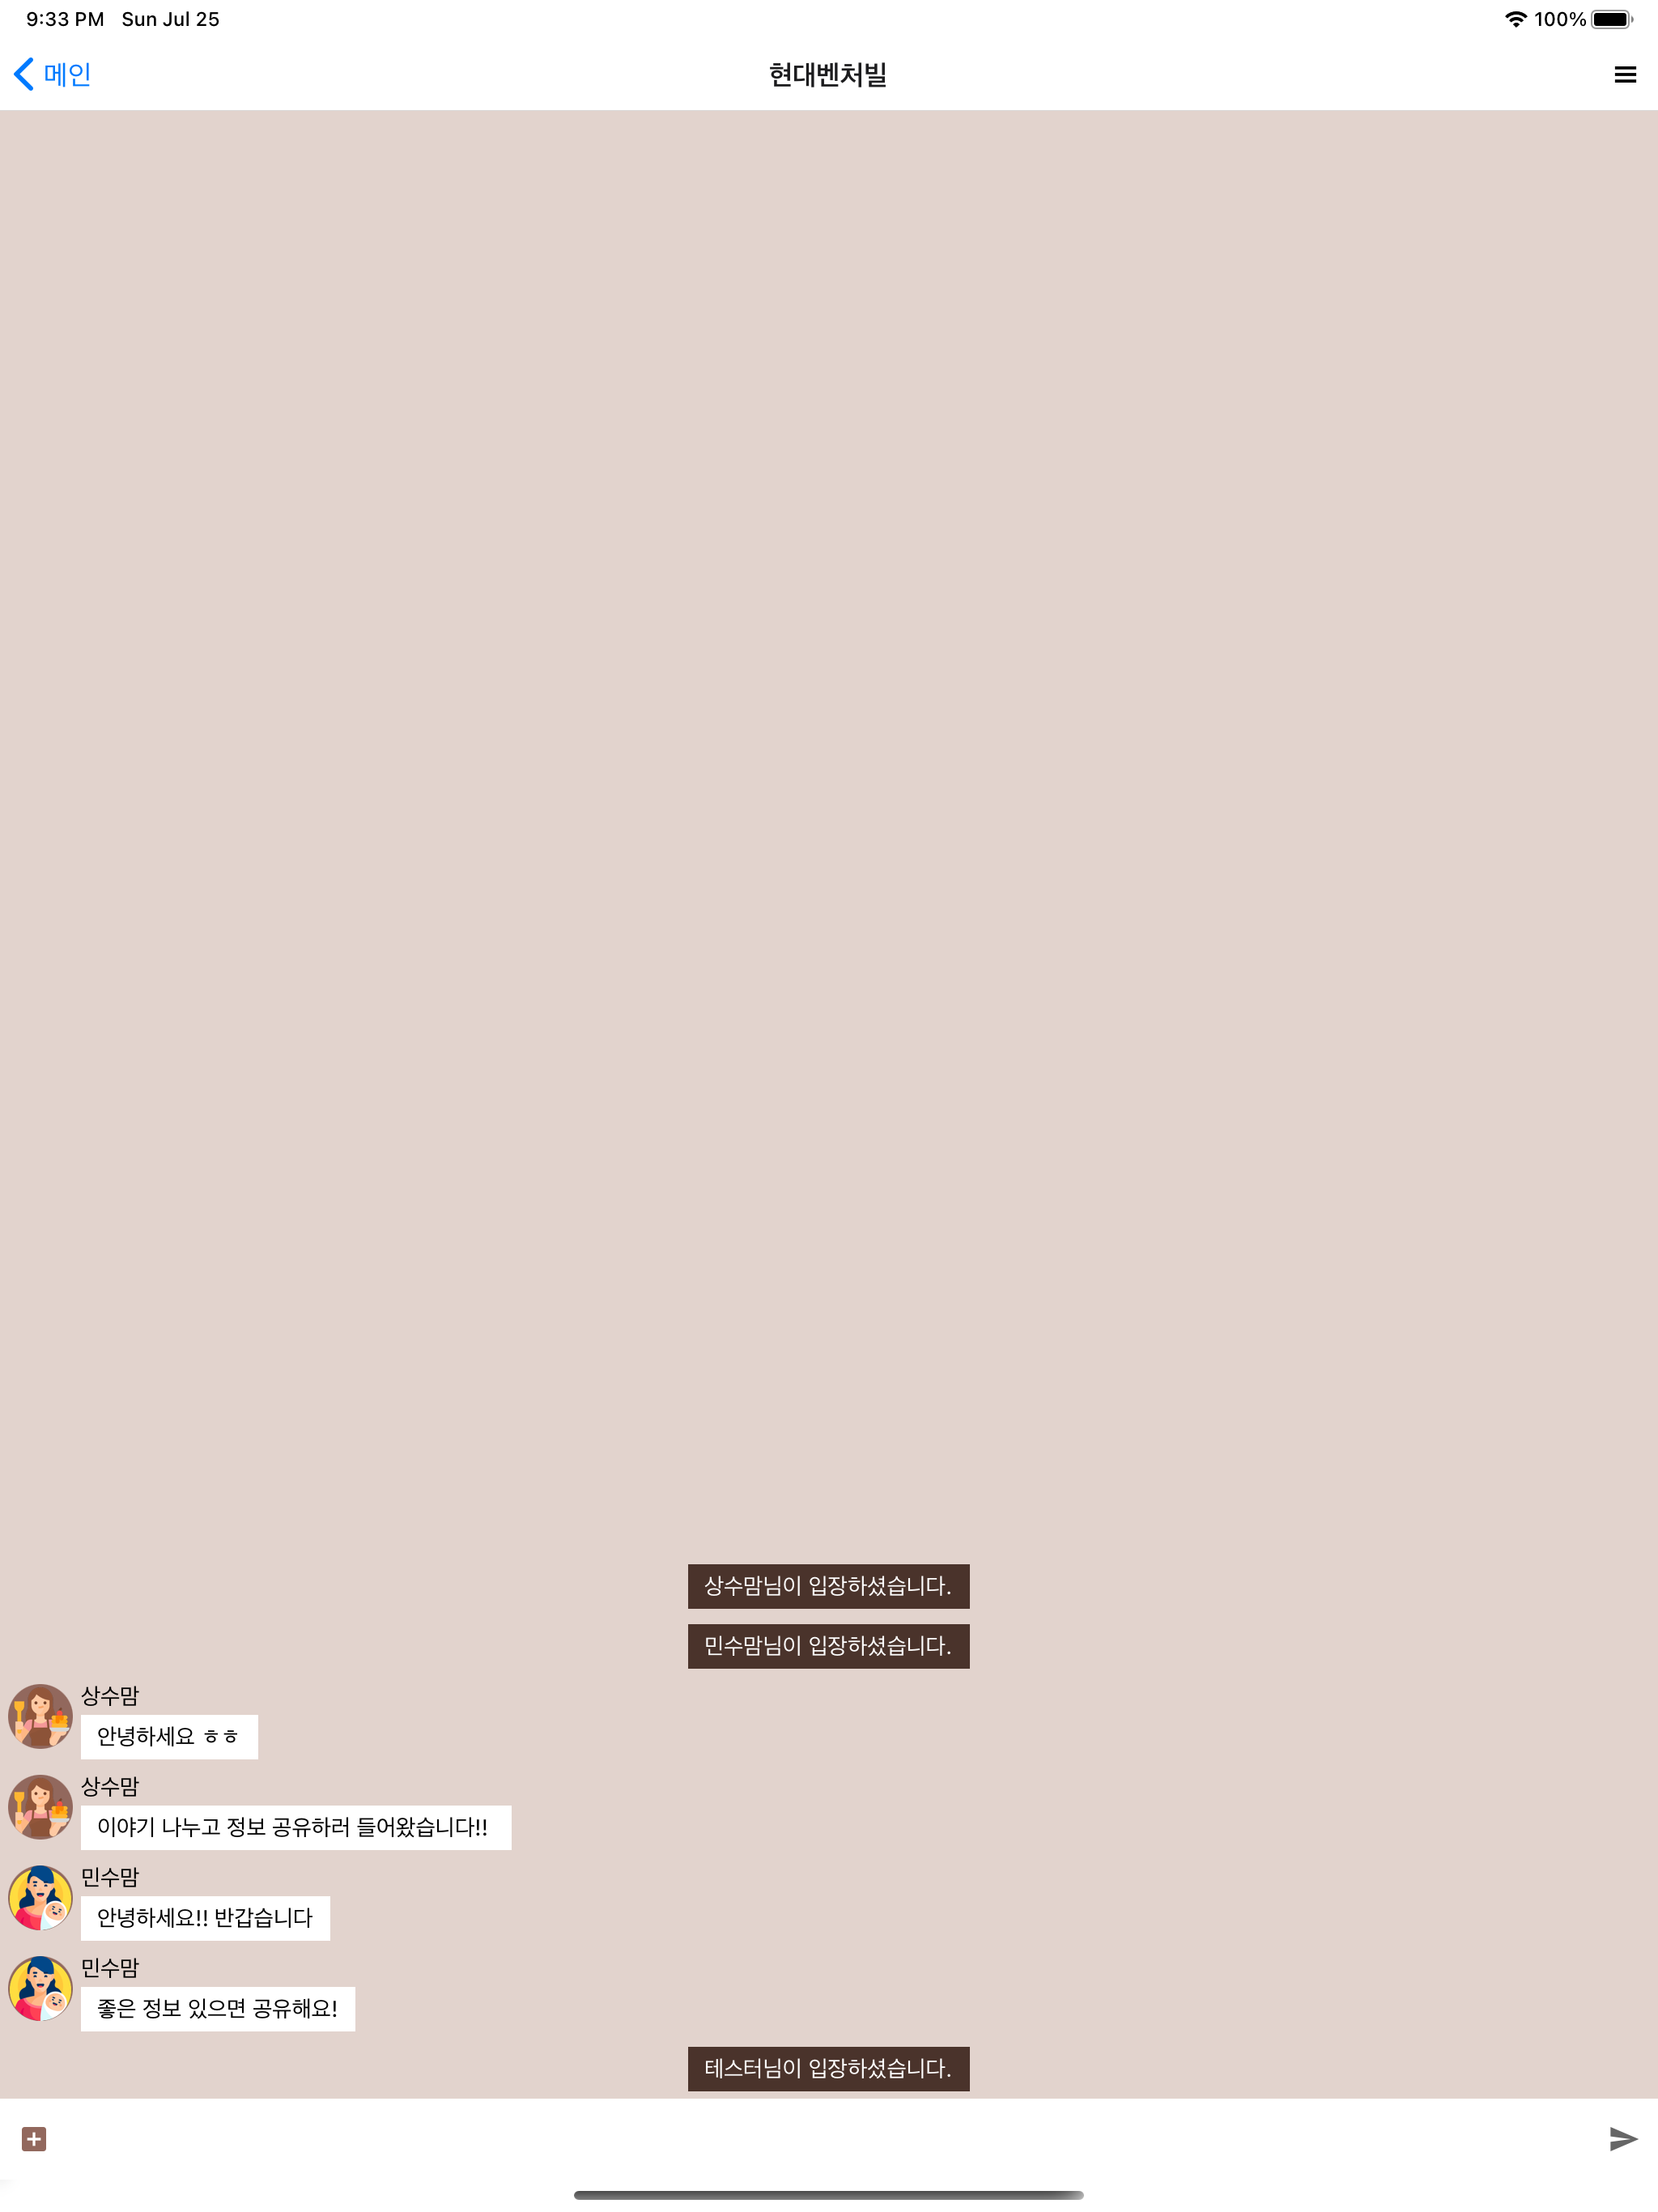 9:33 PM Sun Jul 25 100%
메인 현대벤처빌
상수맘님이 입장하셨습니다.
민수맘님이 입장하셨습니다.
상수맘
안녕하세요 ㅎㅎ
상수맘
이야기 나누고 정보 공유하러 들어왔습니다!!
민수맘
안녕하세요!! 반갑습니다
민수맘
좋은 정보 있으면 공유해요!
테스터님이 입장하셨습니다.